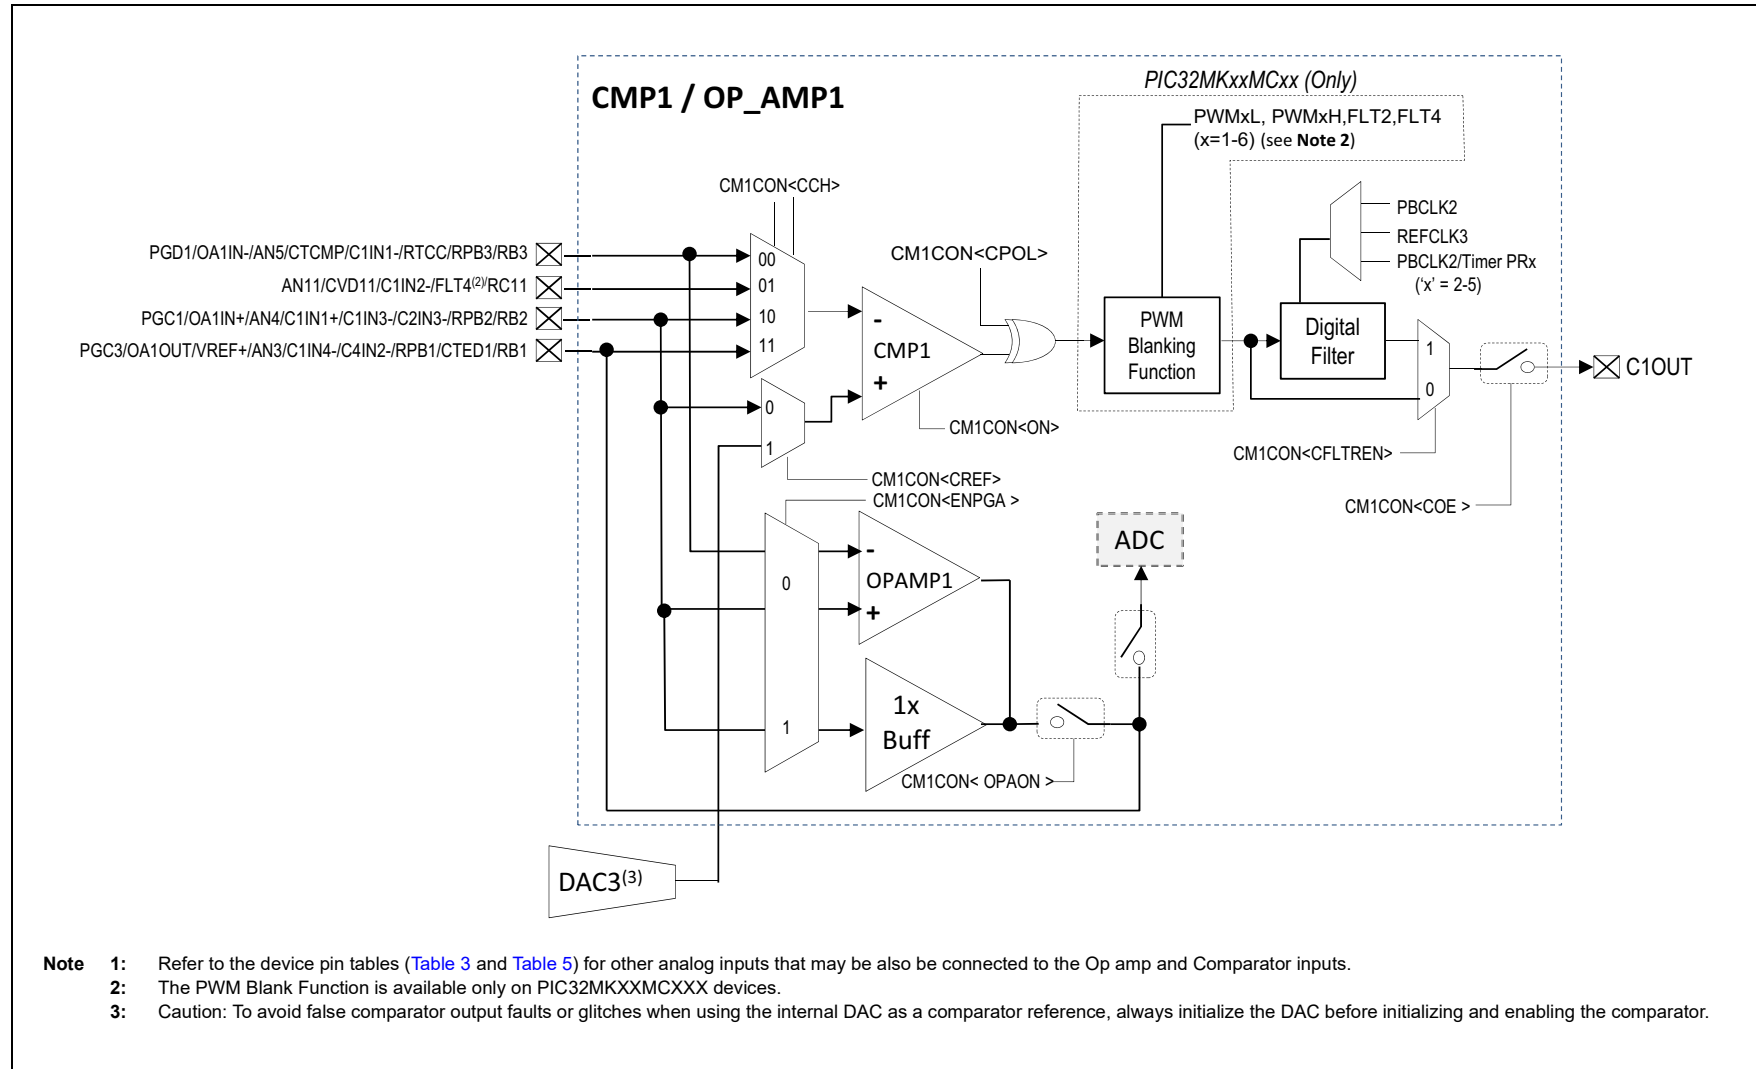 CMP1 / OP_AMP1
PIC32MKxxMCxx (Only)
PWMxL, PWMxH,FLT2,FLT4
(x=1-6) (see Note 2)
CM1CON<CCH>
PBCLK2
REFCLK3
PBCLK2/Timer PRx
('x' = 2-5)
PGD1/OA1IN-/AN5/CTCMP/C1IN1-/RTCC/RPB3/RB3
AN11/CVD11/C1IN2-/FLT4(2)/RC11
PGC1/OA1IN+/AN4/C1IN1+/C1IN3-/C2IN3-/RPB2/RB2
PGC3/OA1OUT/VREF+/AN3/C1IN4-/C4IN2-/RPB1/CTED1/RB1
00
01
10
11
CM1CON<CPOL>
-
CMP1
+
PWM
Blanking
Function
Digital
Filter
1
0
C1OUT
0
1
CM1CON<ON>
CM1CON<CFLTREN>
CM1CON<CREF>
CM1CON<ENPGA >
CM1CON<COE >
ADC
-
OPAMP1
+
0
1
1x
Buff
CM1CON< OPAON >
DAC3(3)
Note 1: Refer to the device pin tables (Table 3 and Table 5) for other analog inputs that may be also be connected to the Op amp and Comparator inputs.
2: The PWM Blank Function is available only on PIC32MKXXMCXXX devices.
3: Caution: To avoid false comparator output faults or glitches when using the internal DAC as a comparator reference, always initialize the DAC before initializing and enabling the comparator.